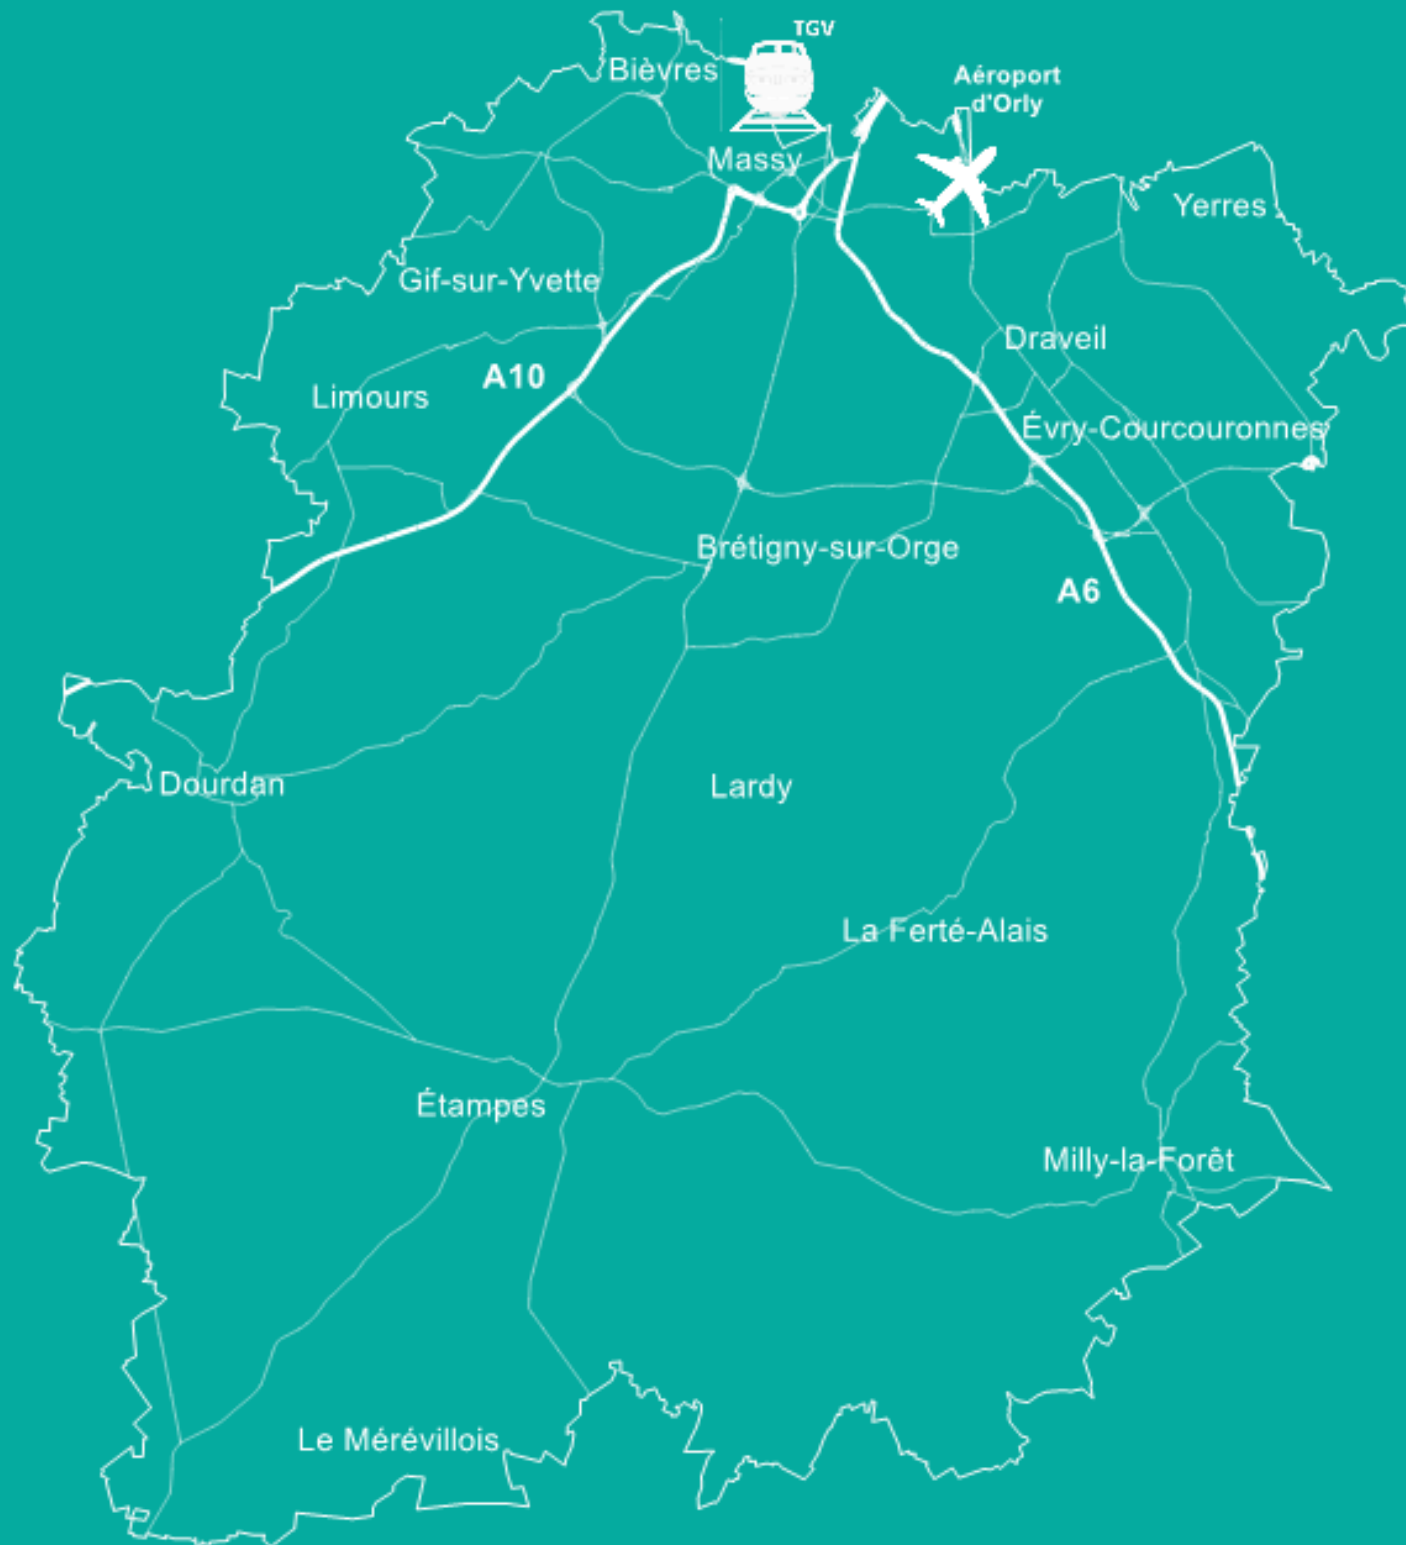 TGV
Bièvres
Aéroport
d'Orly
Massy
Yerres
Gif-sur-Yvette
Draveil
A10
Limours
Évry-Courcouronnes
Brétigny-sur-Orge
A6
Dourdan
Lardy
La Ferté-Alais
Étampes
Milly-la-Forêt
Le Mérévillois